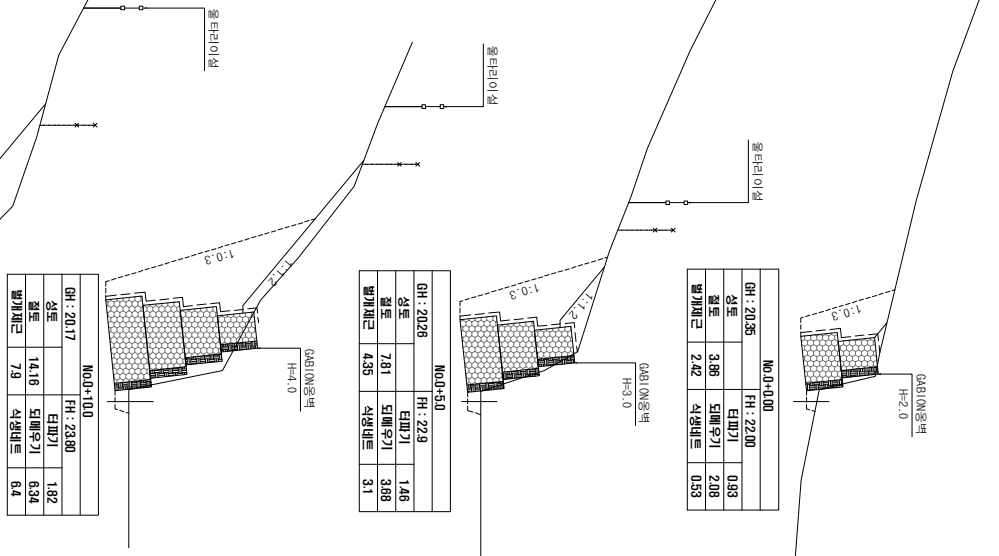 울타리이설
울타리이설
울타리이설
1:0.3
1:1.2
GABION옹벽
H=4.0
1:0.3
1:1.2
GABION옹벽
H=3.0
1:0.3
GABION옹벽
H=2.0
No.0+10.0
GH : 20.17 FH : 23.80
성토 터파기 1.82
절토 14.16 되메우기 6.34
벌개제근 7.9 식생네트 6.4
No.0+5.0
GH : 20.26 FH : 22.9
성토 터파기 1.46
절토 7.81 되메우기 3.68
벌개제근 4.35 식생네트 3.1
No.0+0.00
GH : 20.35 FH : 22.00
성토 터파기 0.93
절토 3.86 되메우기 2.08
벌개제근 2.42 식생네트 0.53